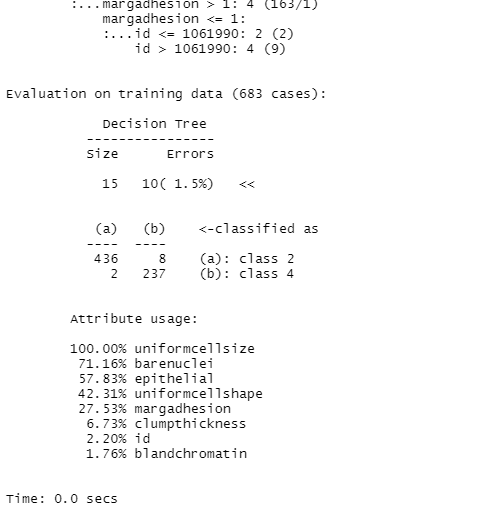 :...margadhesion > 1: 4 (163/1)
margadhesion <= 1:
:...id <= 1061990: 2 (2)
id > 1061990: 4 (9)
Evaluation on training data (683 cases):
Decision Tree
----------------
Size Errors
15 10( 1.5%) <<
(a) (b) <-classified as
---- ----
436 8 (a): class 2
2 237 (b): class 4
Attribute usage:
100.00% uniformcellsize
71.16% barenuclei
57.83% epithelial
42.31% uniformcellshape
27.53% margadhesion
6.73% clumpthickness
2.20% id
1.76% blandchromatin
Time: 0.0 secs